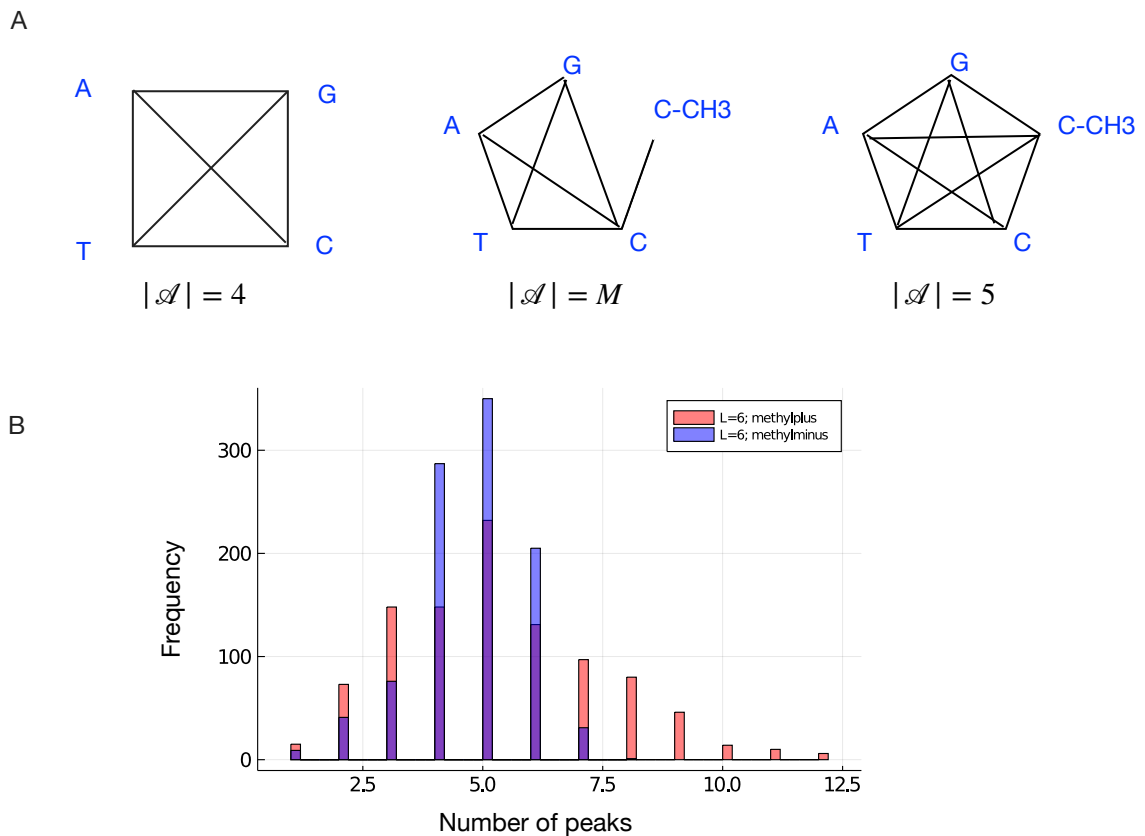 A
A
G
T
C
|𝒜| = 4
G
C-CH3
A
T
C
|𝒜| = M
G
C-CH3
A
T
C
|𝒜| = 5
B
L=6; methylplus
L=6; methylminus
300
200
100
0
Frequency
2.5
5.0
7.5
10.0
12.5
Number of peaks